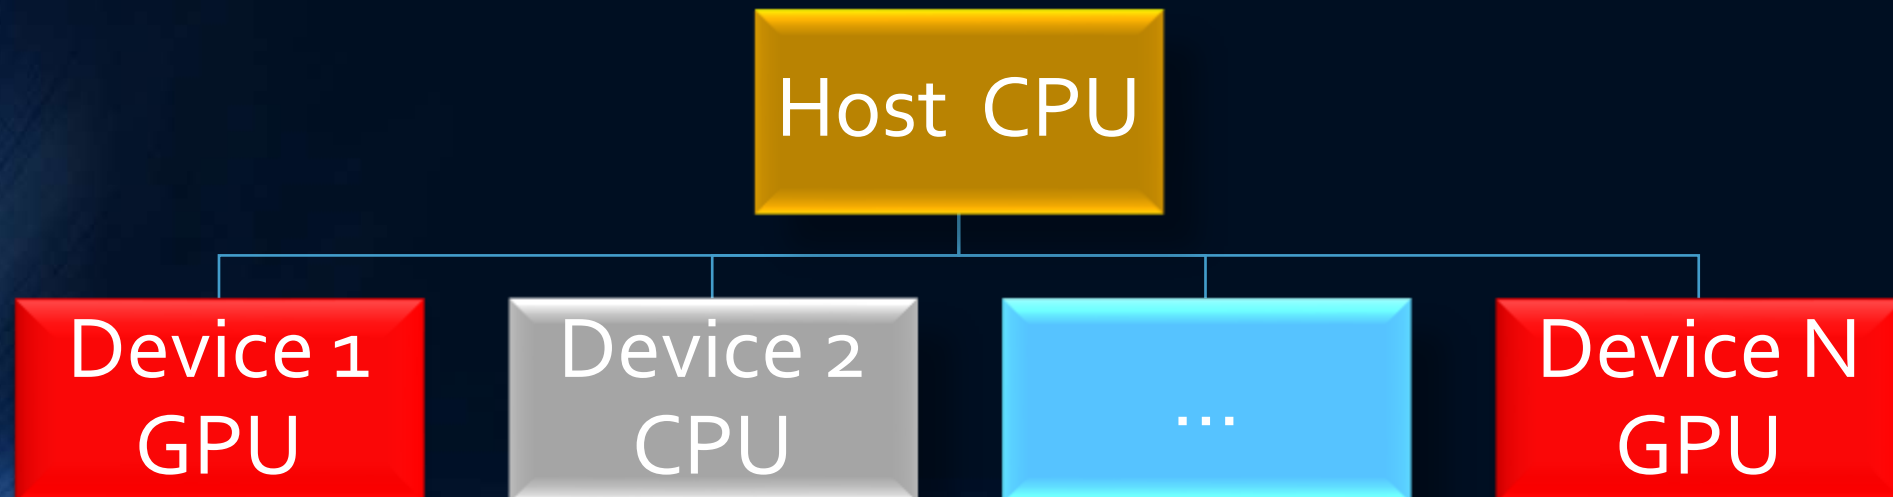 Host CPU
Device 1
GPU
Device 2
CPU
...
Device N
GPU